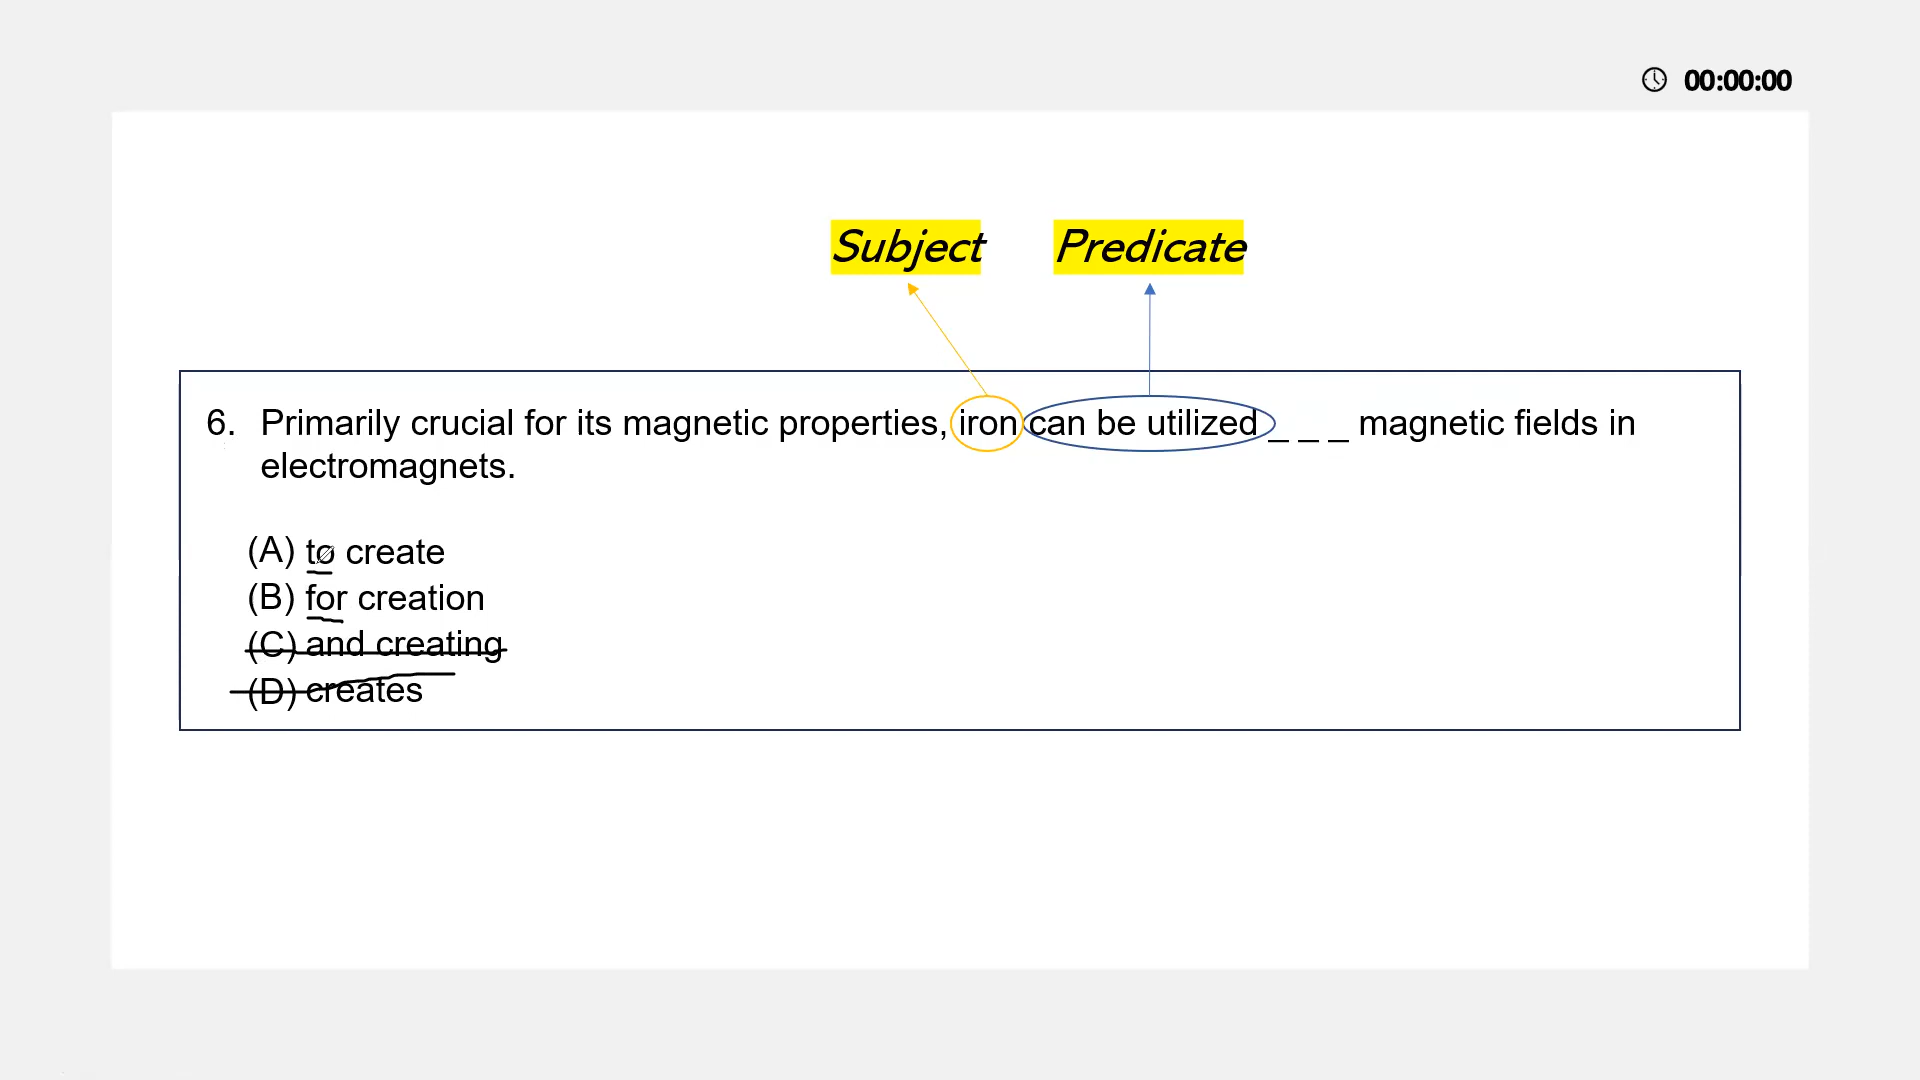 00:00:00
Subject Predicate
6. Primarily crucial for its magnetic properties, iron can be utilized _ _ _ magnetic fields in
electromagnets.
(A) to create
(B) for creation
(C) and creating
(D) creates